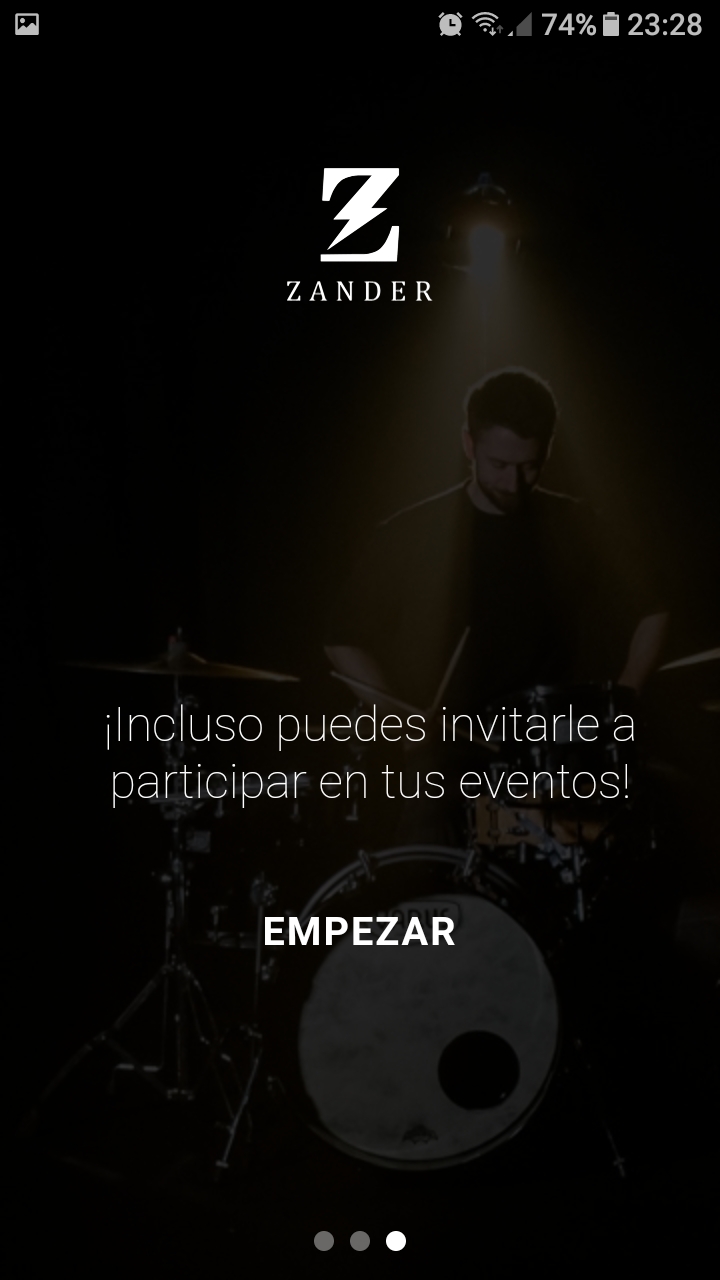 74% 23:28
ZANDER
¡Incluso puedes invitarle a
participar en tus eventos!
EMPEZAR